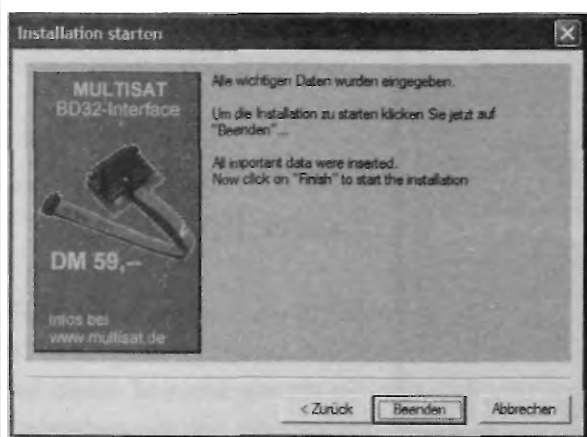 Installation starten
MULTISAT
BD32-Interface
DM 59,--
Infos bei
www.multisat.de
Alle wichtigen Daten wurden eingegeben.
Um die Installation zu starten klicken Sie jetzt auf
"Beenden"...
All important data were inserted.
Now click on "Finish" to start the installation
< Zurück
Beenden
Abbrechen